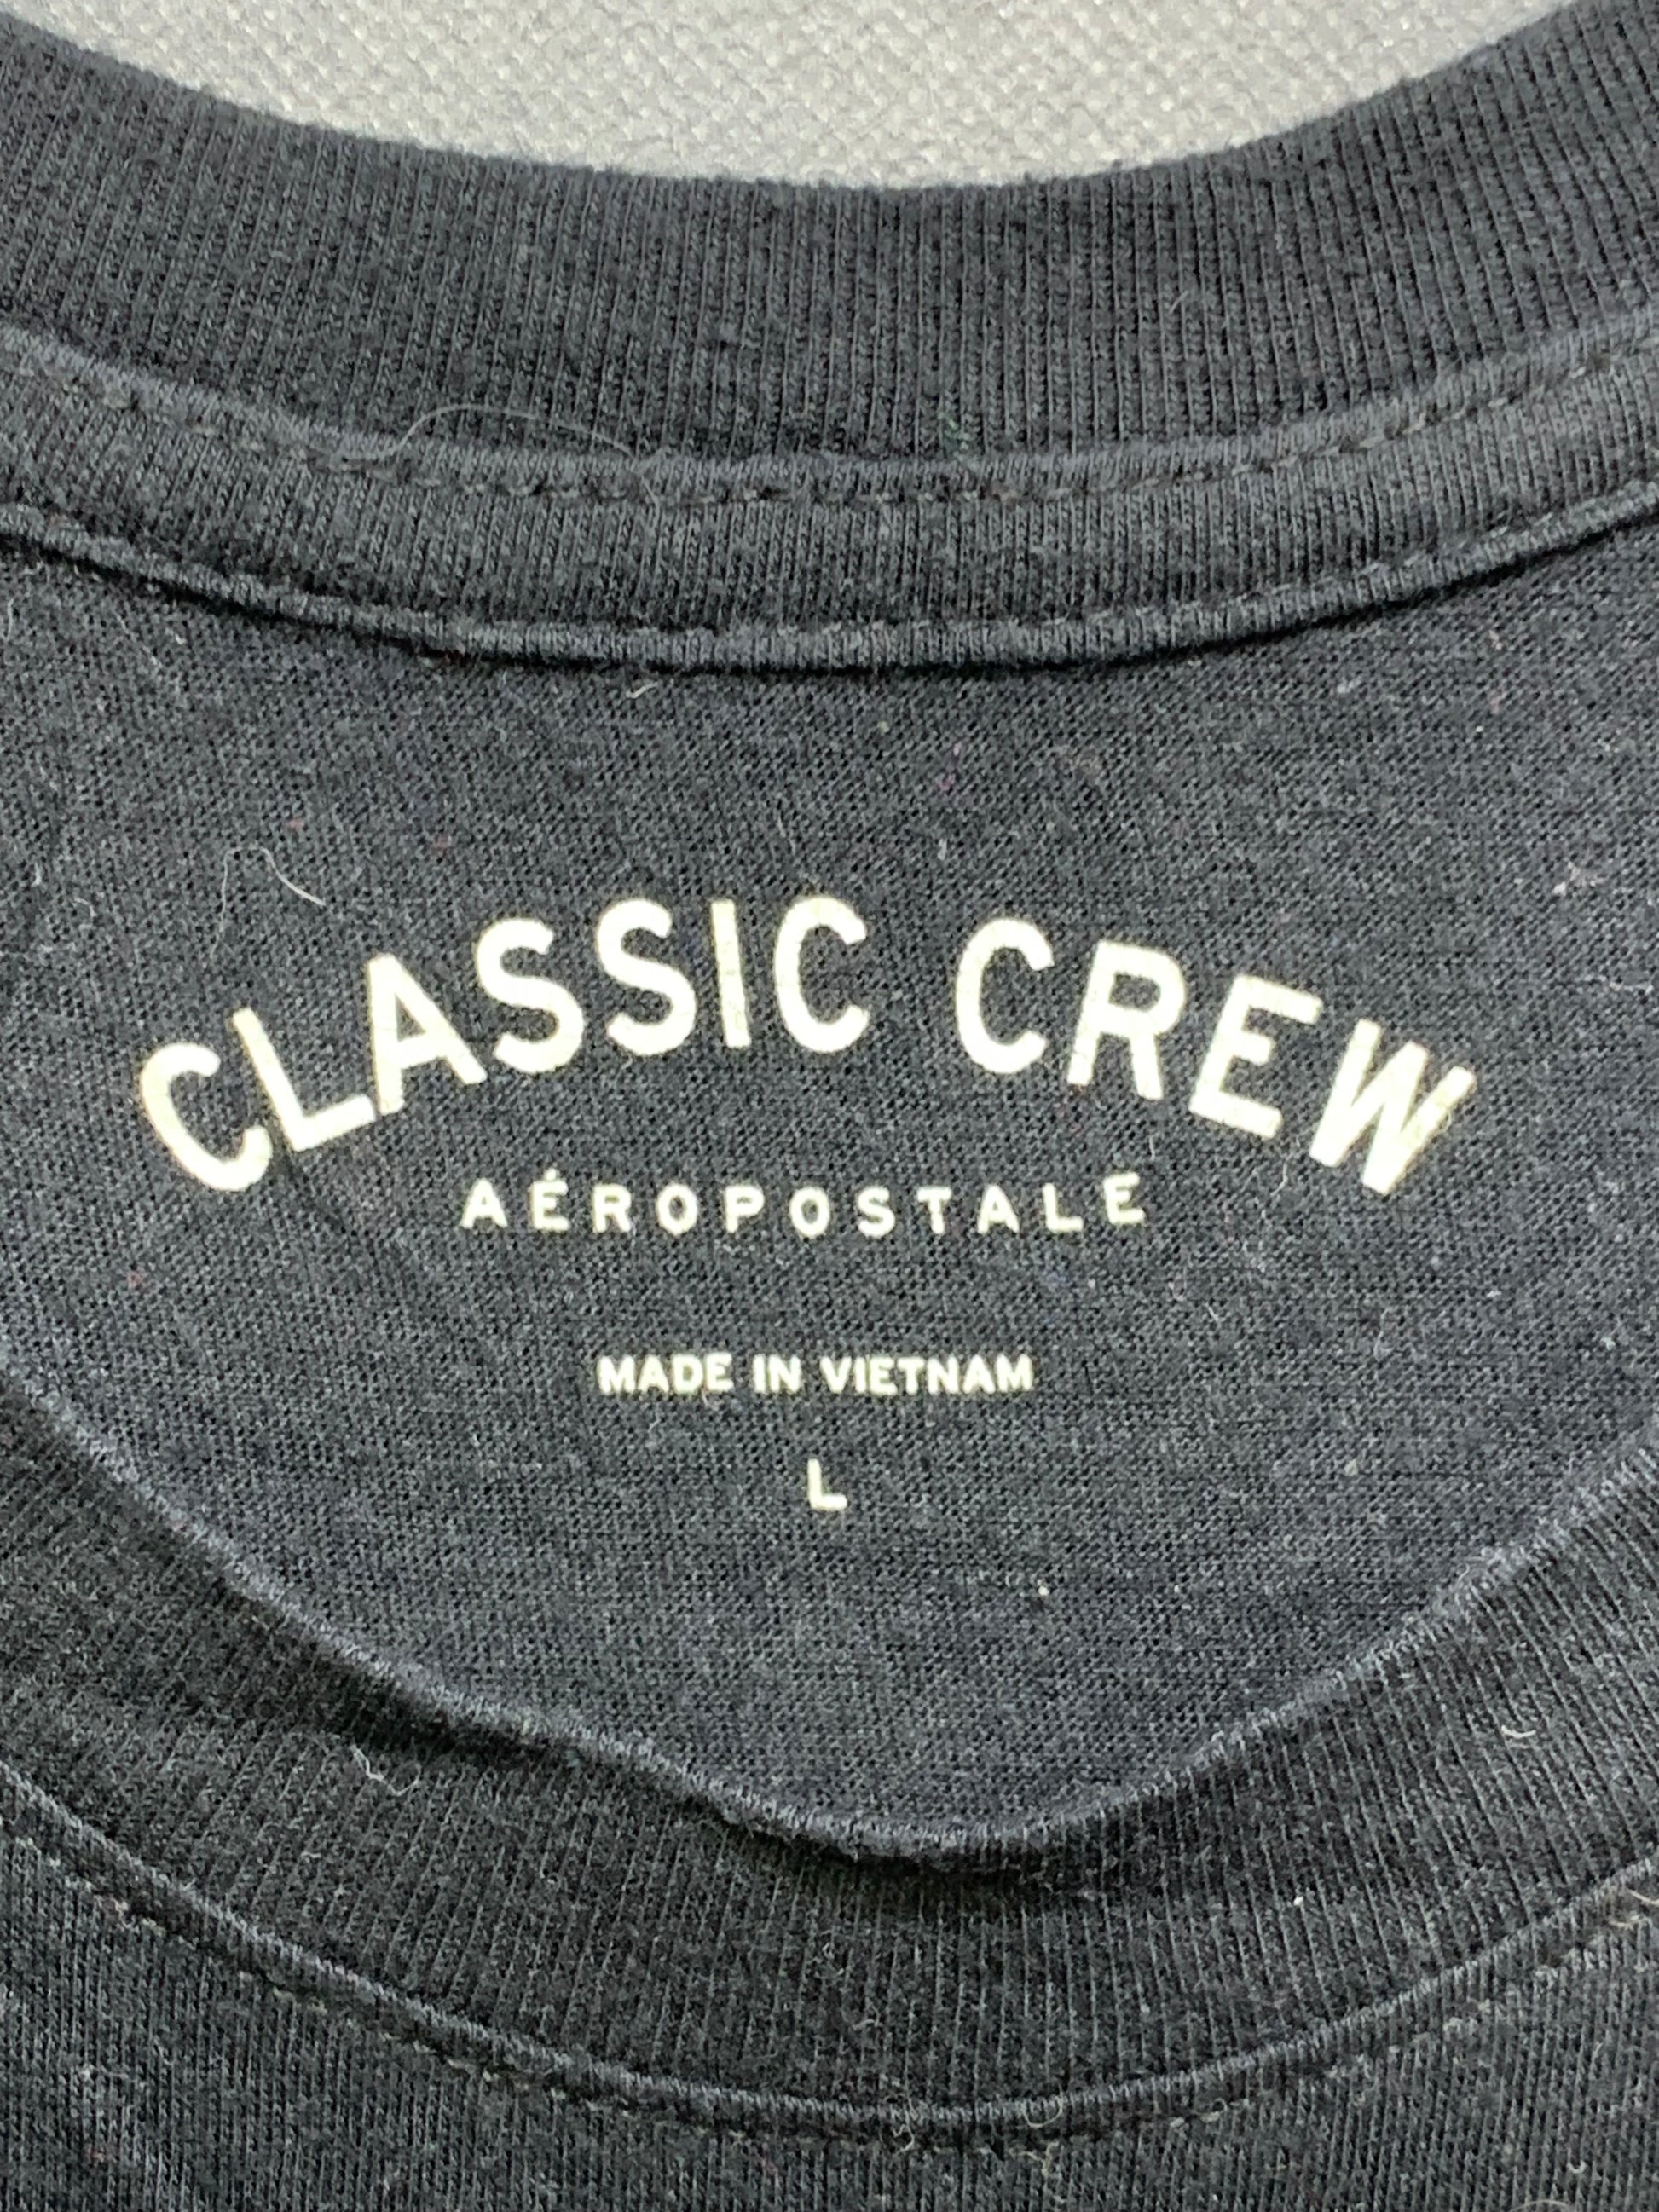 CLASSIC CREW
AÉROPOSTALE
MADE IN VIETNAM
L